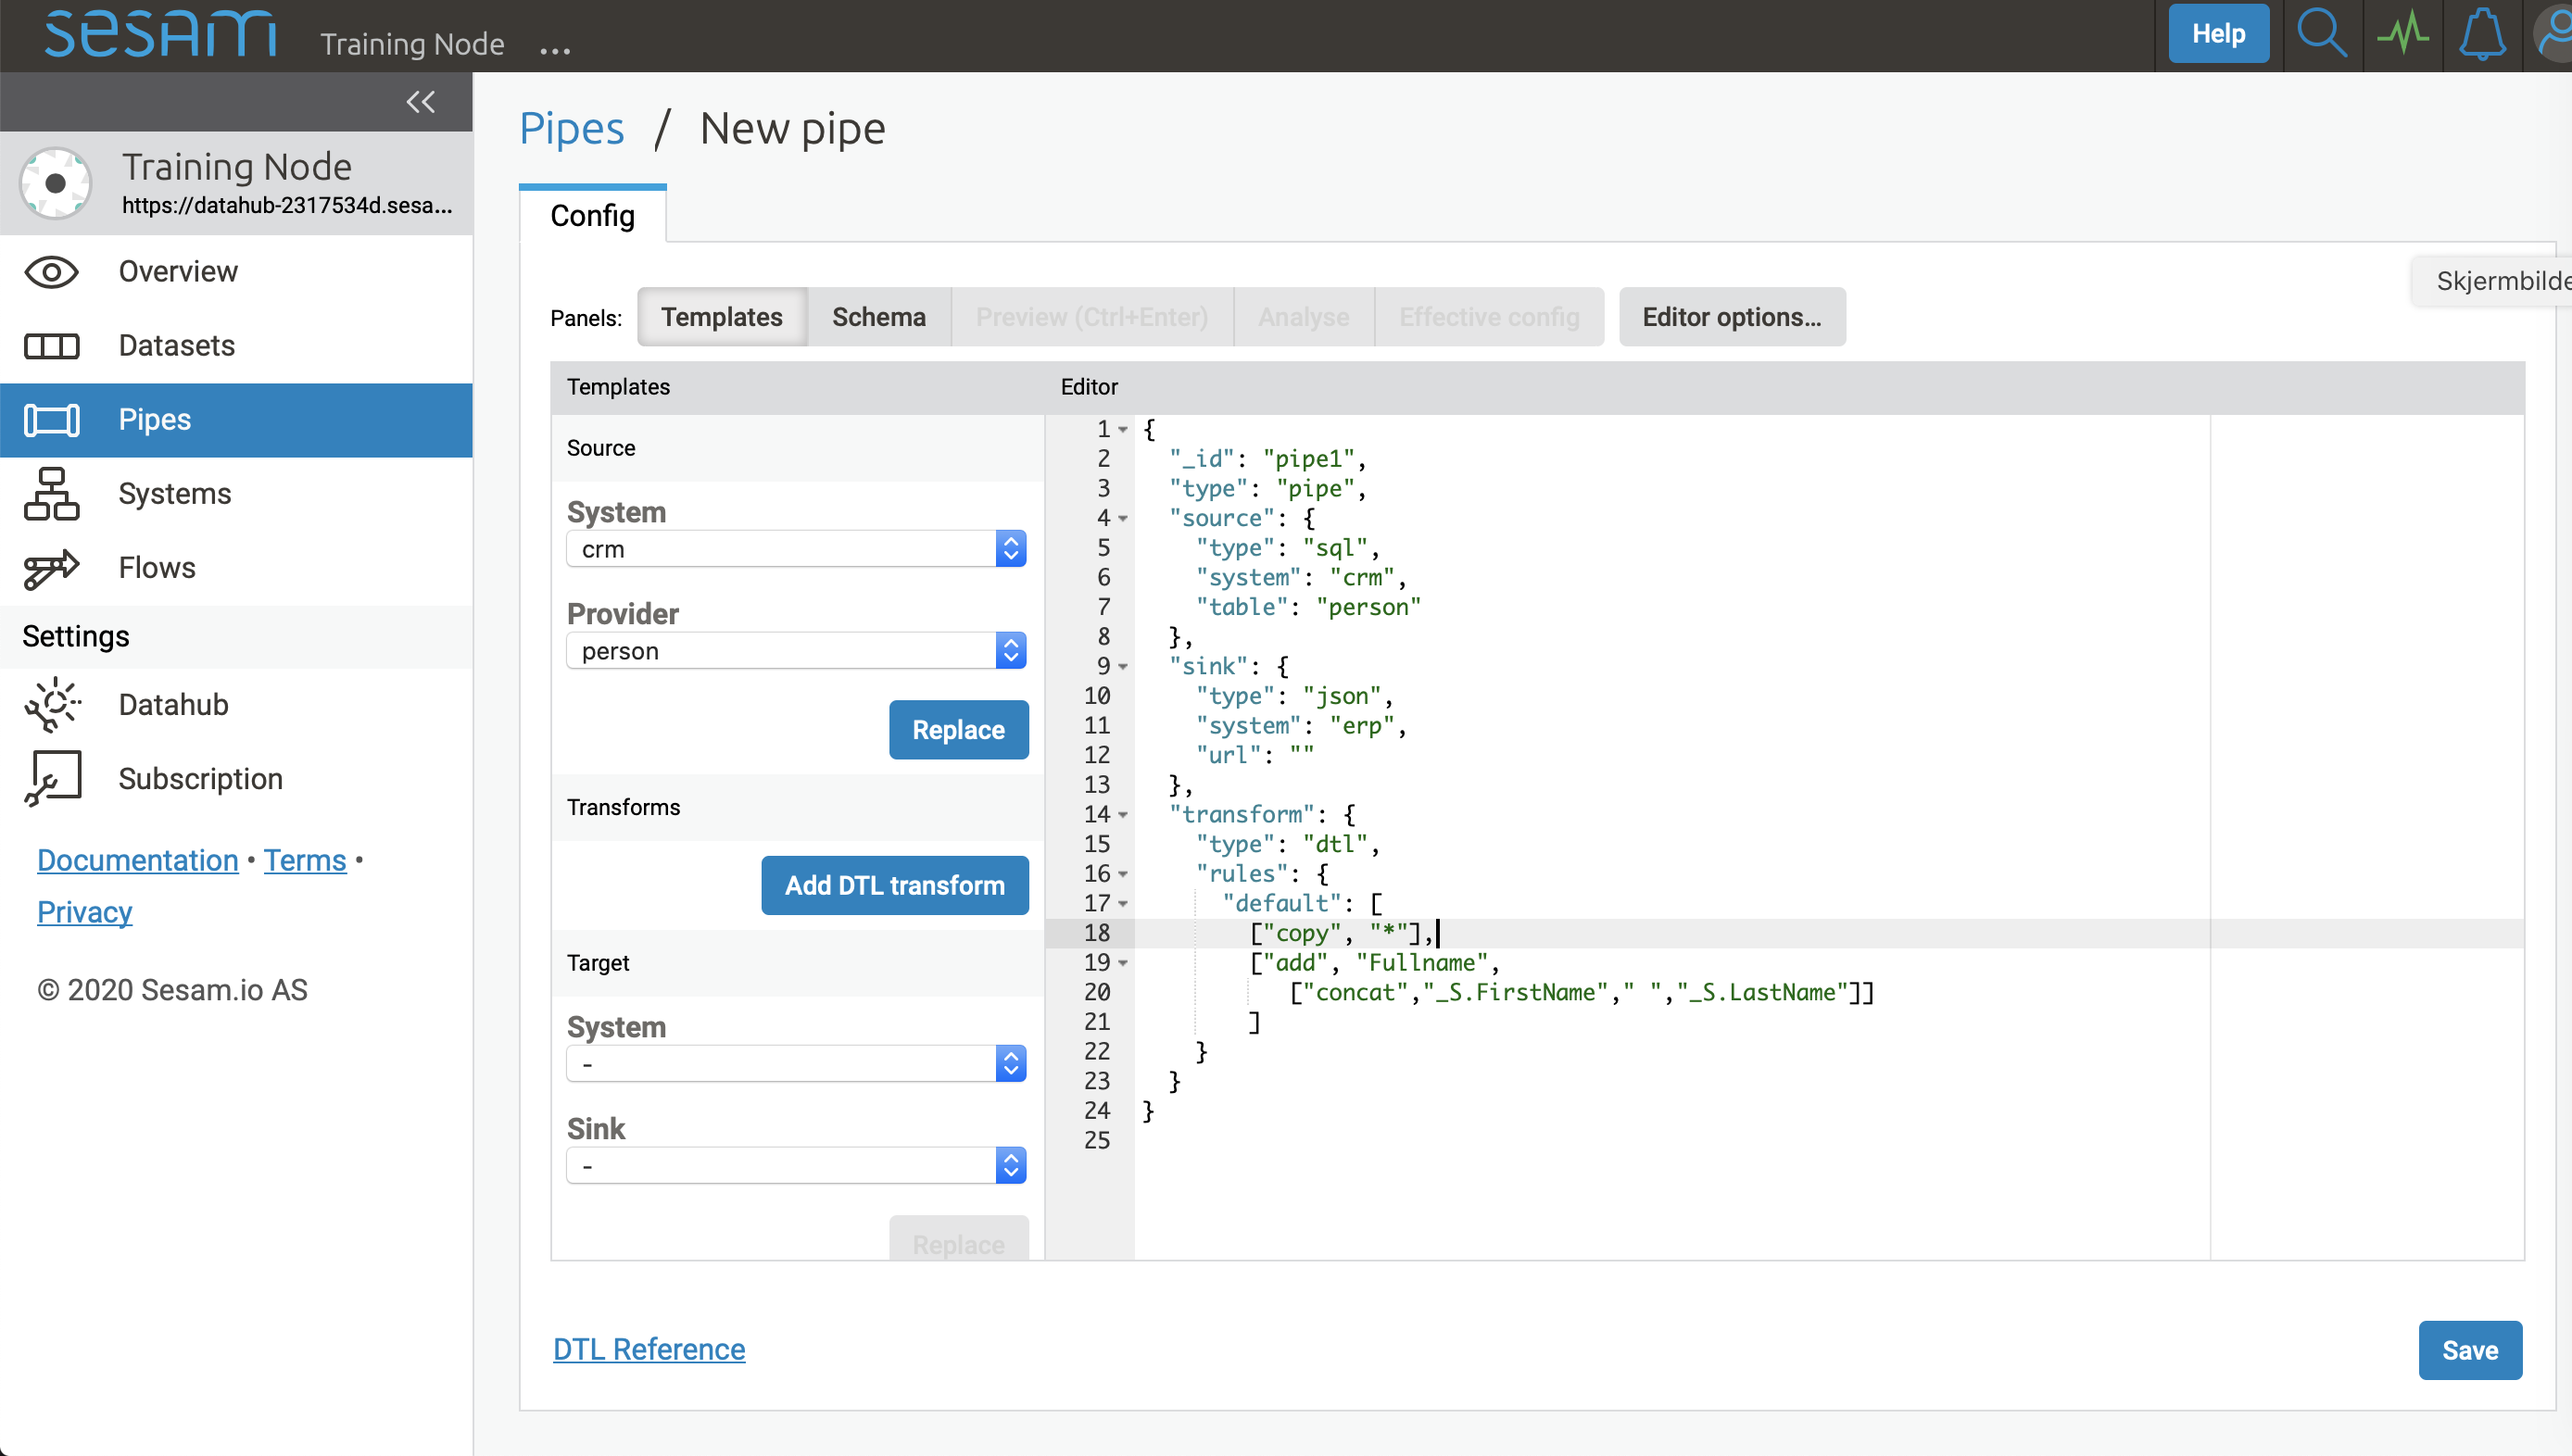 sesam Training Node ... Help
Training Node
https://datahub-2317534d.sesa...
Overview
Datasets
Pipes
Systems
Flows
Settings
Datahub
Subscription
Documentation • Terms •
Privacy
© 2020 Sesam.io AS
Pipes / New pipe
Config
Skjermbilde
Panels: Templates Schema Preview (Ctrl+Enter) Analyse Effective config Editor options...
Templates
Source
System
crm
Provider
person
Replace
Transforms
Add DTL transform
Target
System
-
Sink
-
Replace
Editor
1 {
2 "_id": "pipe1",
3 "type": "pipe",
4 "source": {
5 "type": "sql",
6 "system": "crm",
7 "table": "person"
8 },
9 "sink": {
10 "type": "json",
11 "system": "erp",
12 "url": ""
13 },
14 "transform": {
15 "type": "dtl",
16 "rules": {
17 "default": [
18 ["copy", "*"],
19 ["add", "Fullname",
20 ["concat","_S.FirstName"," ","_S.LastName"]]
21 ]
22 }
23 }
24 }
25
DTL Reference
Save